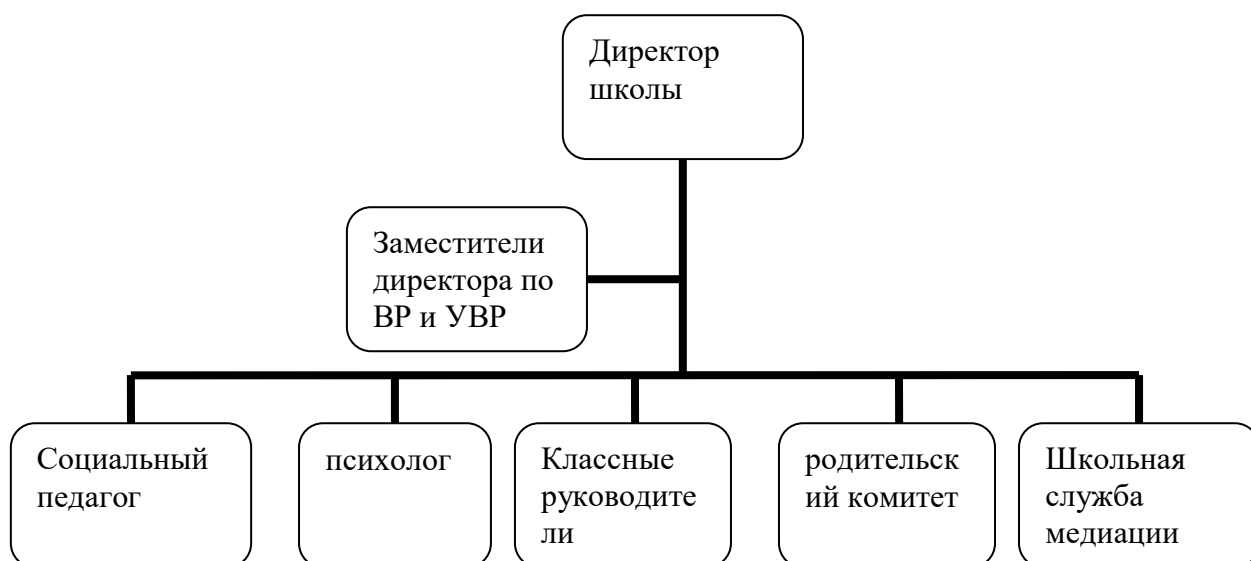 Директор
школы
Заместители
директора по
ВР и УВР
Социальный
педагог
психолог
Классные
руководите
ли
родительск
ий комитет
Школьная
служба
медиации